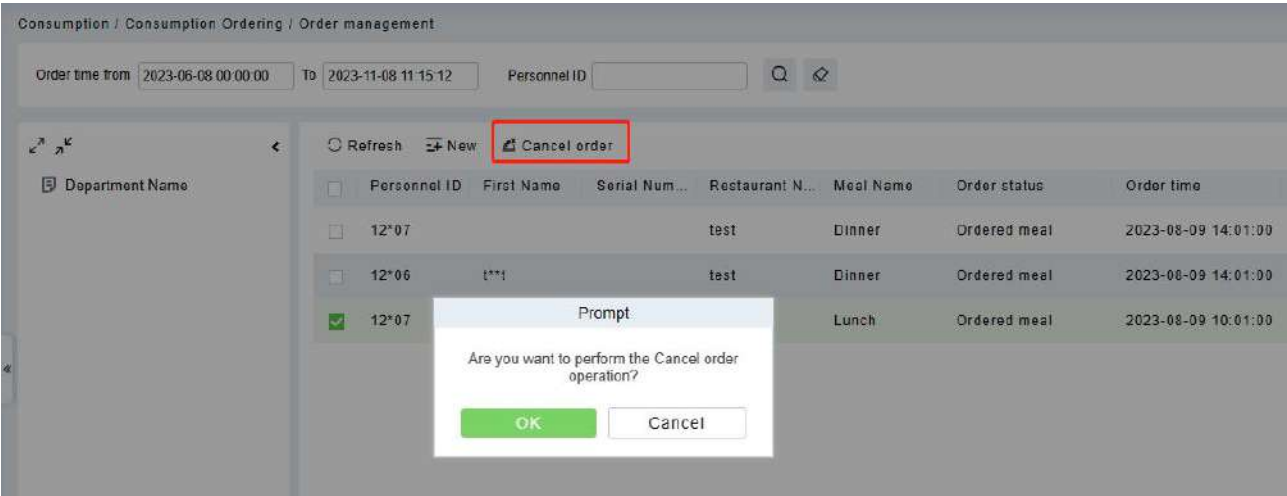 Consumption / Consumption Ordering / Order management
Order time from 2023-06-08 00:00:00 To 2023-11-08 11:15:12 Personnel ID
Refresh New Cancel order
Department Name
Personnel ID First Name Serial Num... Restaurant N... Meal Name Order status Order time
12*07 test Dinner Ordered meal 2023-08-09 14:01:00
12*06 t**t test Dinner Ordered meal 2023-08-09 14:01:00
12*07 Lunch Ordered meal 2023-08-09 10:01:00
Prompt
Are you want to perform the Cancel order
operation?
OK Cancel